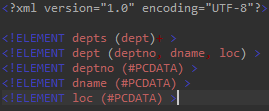 <?xml version="1.0" encoding="UTF-8"?>
<!ELEMENT depts (dept)* >
<!ELEMENT dept (deptno, dname, loc) >
<!ELEMENT deptno (#PCDATA) >
<!ELEMENT dname (#PCDATA) >
<!ELEMENT loc (#PCDATA) >